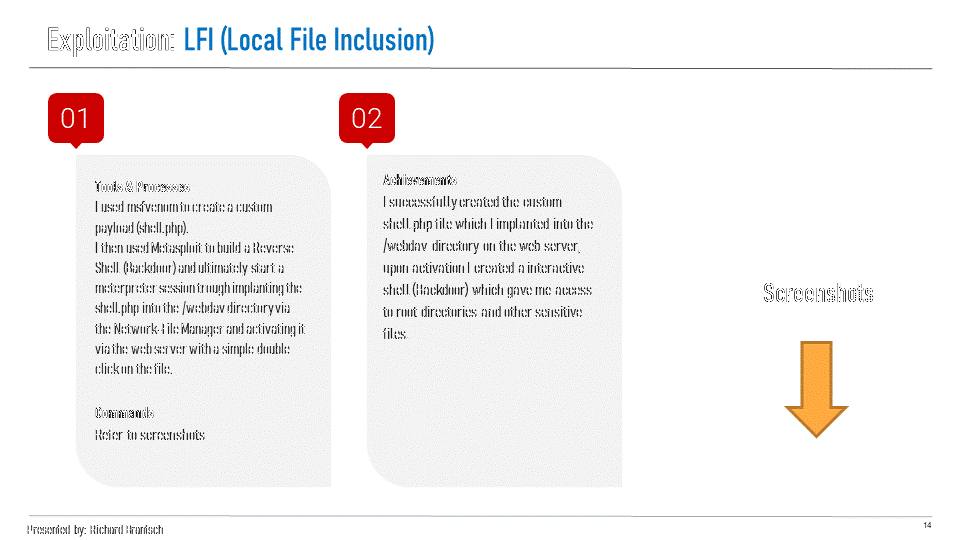 Exploitation: LFI (Local File Inclusion)
01
Tools & Processes
I used msfvenom to create a custom
payload (shell.php).
I then used Metasploit to build a Reverse
Shell (Backdoor) and ultimately start a
meterpreter session trough implanting the
shell.php into the /webdav directory via
the Network-File Manager and activating it
via the web server with a simple double
click on the file.
Commands
Refer to screenshots
02
Achievements
I successfully created the custom
shell.php file which I implanted into the
/webdav directory on the web server,
upon activation I created a interactive
shell (Backdoor) which gave me access
to root directories and other sensitive
files.
Screenshots
Presented by: Richard
14